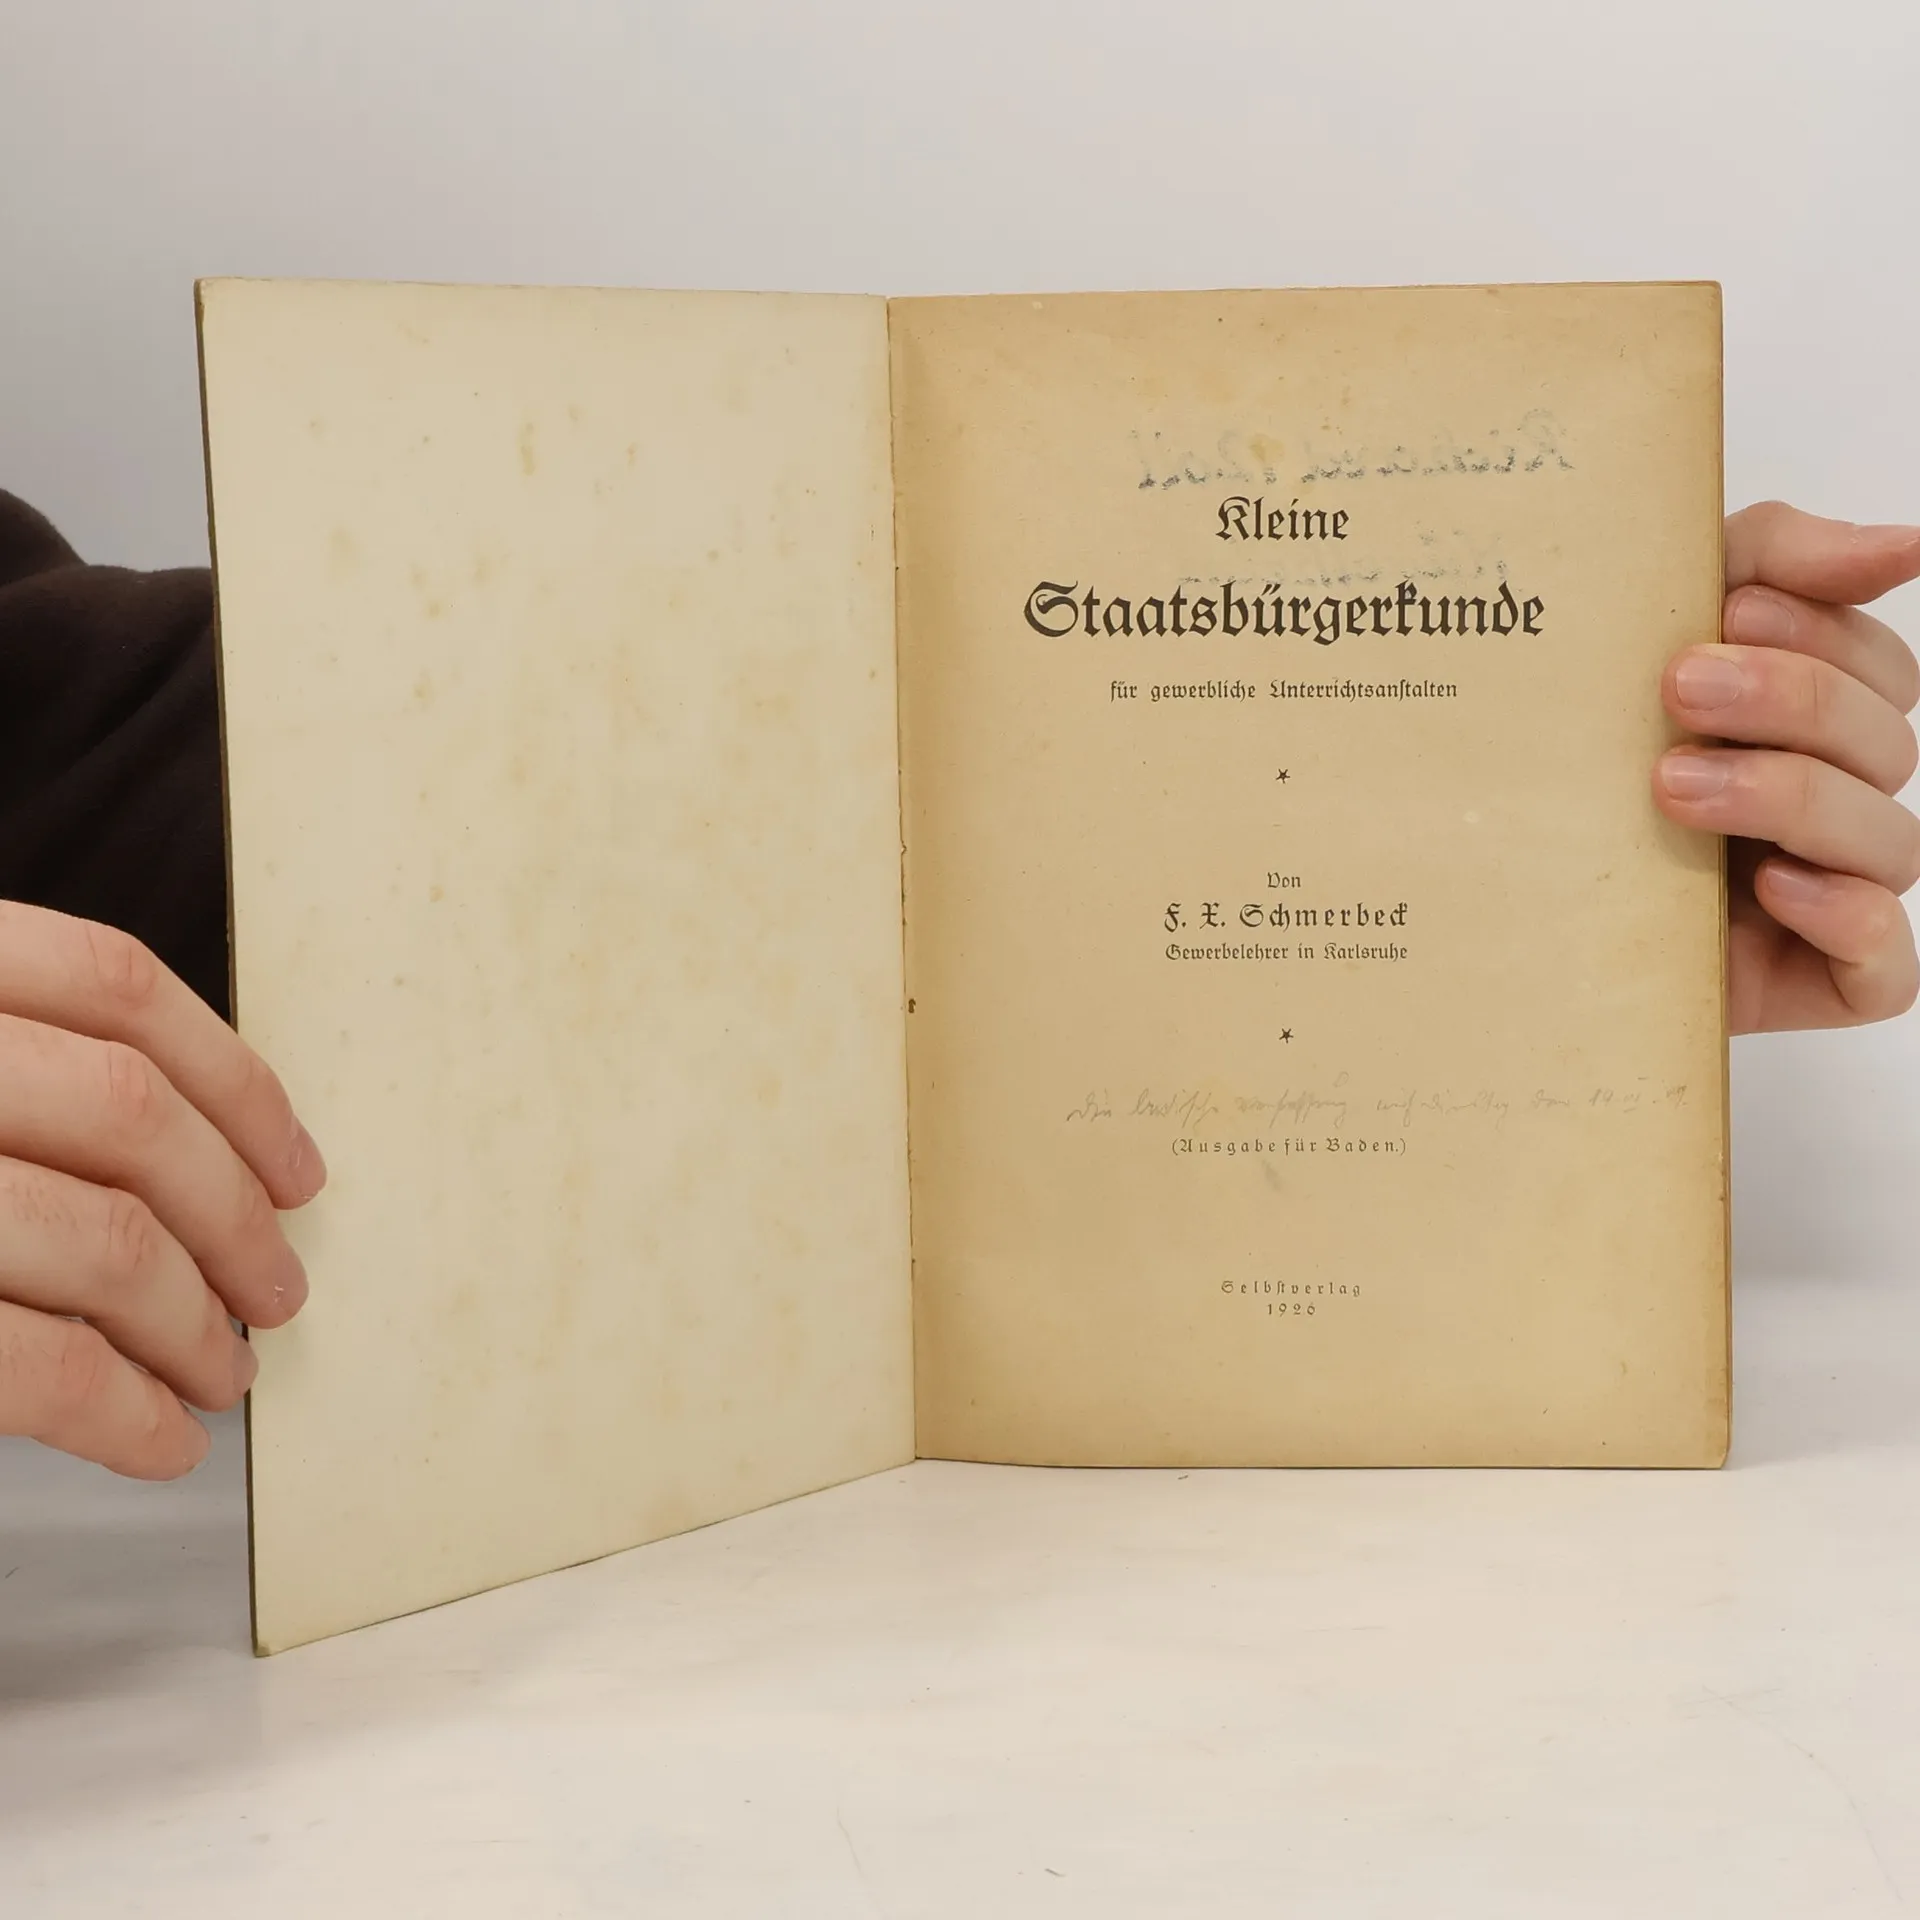 Kleine
Staatsbürgerkunde
für gewerbliche Unterrichtsanſtalten
Von
F. X. Schmerbeck
Gewerbelehrer in Karlsruhe
(Ausgabe für Baden.)
Selbſtverlag
1926